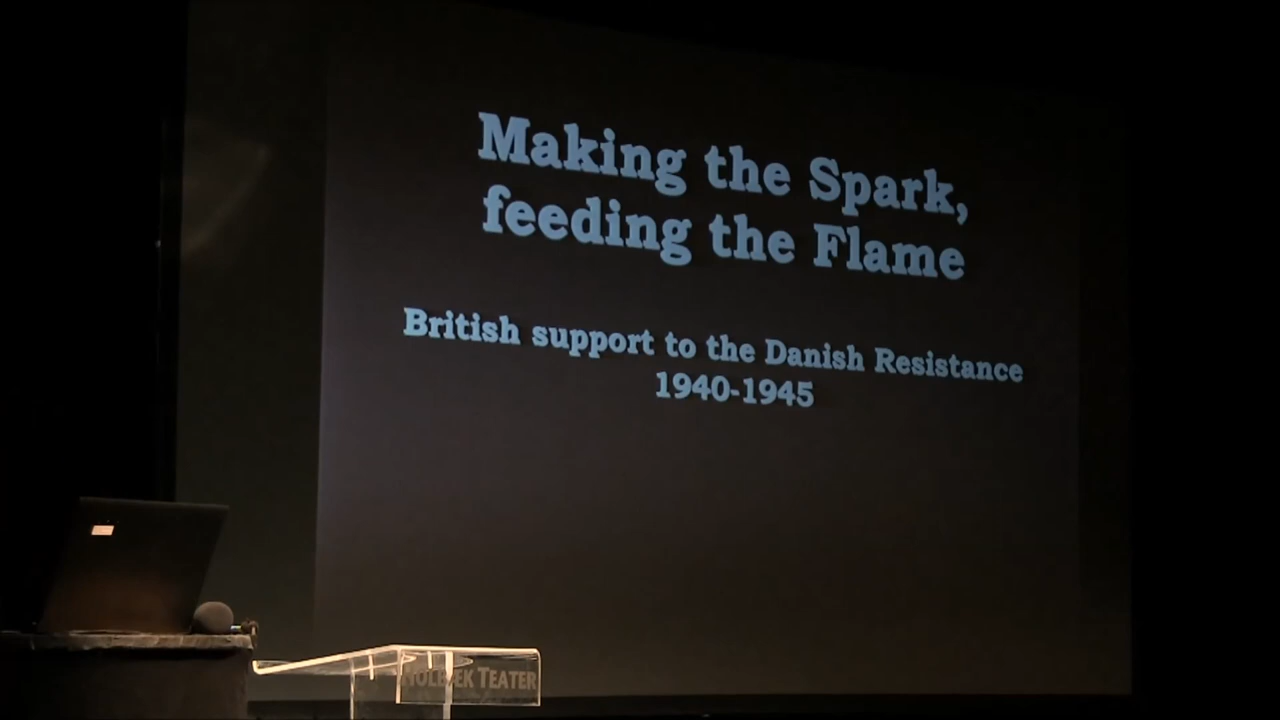 Making the Spark,
feeding the Flame
British support to the Danish Resistance
1940-1945
TEATER